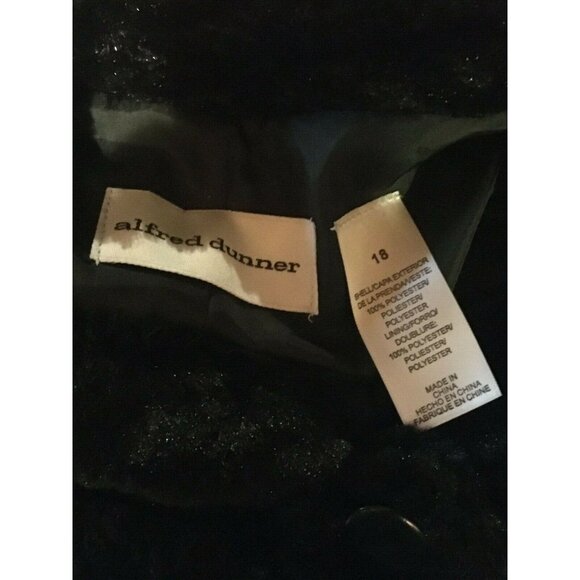 alfred dunner
18
SHELL/CAPA EXTERIOR
DE LA PRENDA/VESTE:
100% POLYESTER/
POLIESTER/
POLYESTER
LINING/FORRO/
DOUBLURE:
100% POLYESTER/
POLIESTER/
POLYESTER
MADE IN
CHINA
HECHO EN CHINA
FABRIQUE EN CHINE